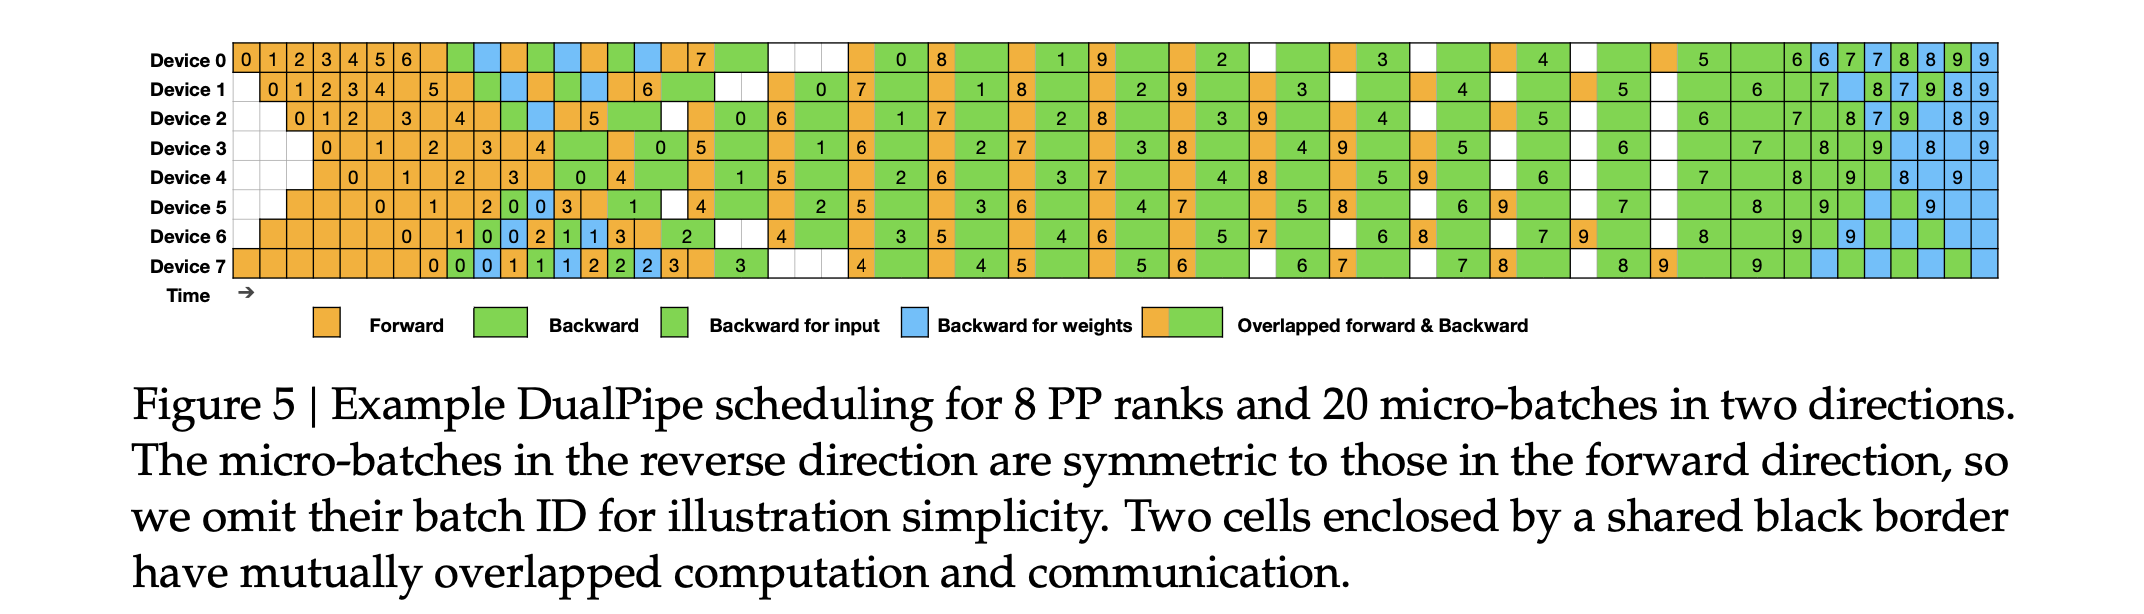 Device 0 0 1 2 3 4 5 6 7 0 8 1 9 2 3 4 5 6 6 7 7 8 8 9 9
Device 1 0 1 2 3 4 5 6 0 7 1 8 2 9 3 4 5 6 7 8 7 9 8 9
Device 2 0 1 2 3 4 5 0 6 1 7 2 8 3 9 4 5 6 7 8 7 9 8 9
Device 3 0 1 2 3 4 0 5 1 6 2 7 3 8 4 9 5 6 7 8 9 8 9
Device 4 0 1 2 3 0 4 1 5 2 6 3 7 4 8 5 9 6 7 8 9 8 9
Device 5 0 1 2 0 0 3 1 4 2 5 3 6 4 7 5 8 6 9 7 8 9 9
Device 6 0 1 0 0 2 1 1 3 2 4 3 5 4 6 5 7 6 8 7 9 8 9 9
Device 7 0 0 0 1 1 1 2 2 2 3 3 4 4 5 5 6 6 7 7 8 8 9 9
Time →
Forward Backward Backward for input Backward for weights Overlapped forward & Backward
Figure 5 | Example DualPipe scheduling for 8 PP ranks and 20 micro-batches in two directions.
The micro-batches in the reverse direction are symmetric to those in the forward direction, so
we omit their batch ID for illustration simplicity. Two cells enclosed by a shared black border
have mutually overlapped computation and communication.